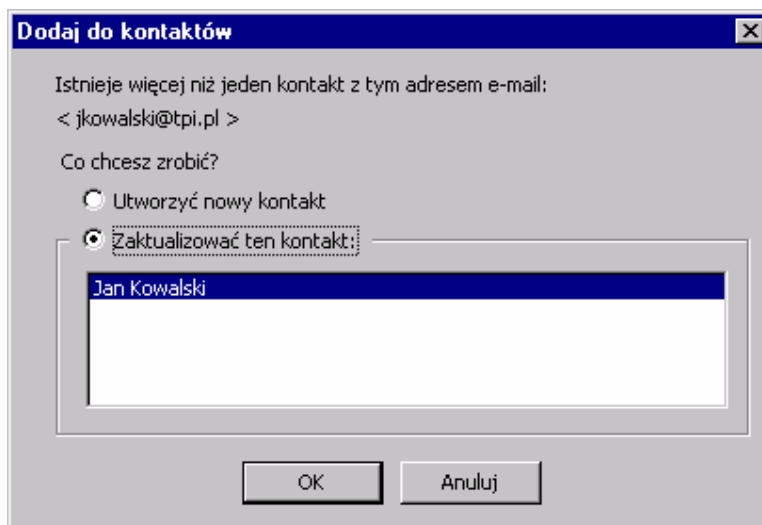 Dodaj do kontaktów
Istnieje więcej niż jeden kontakt z tym adresem e-mail:
< jkowalski@tpi.pl >
Co chcesz zrobić?
Utworzyć nowy kontakt
Zaktualizować ten kontakt:
Jan Kowalski
OK Anuluj